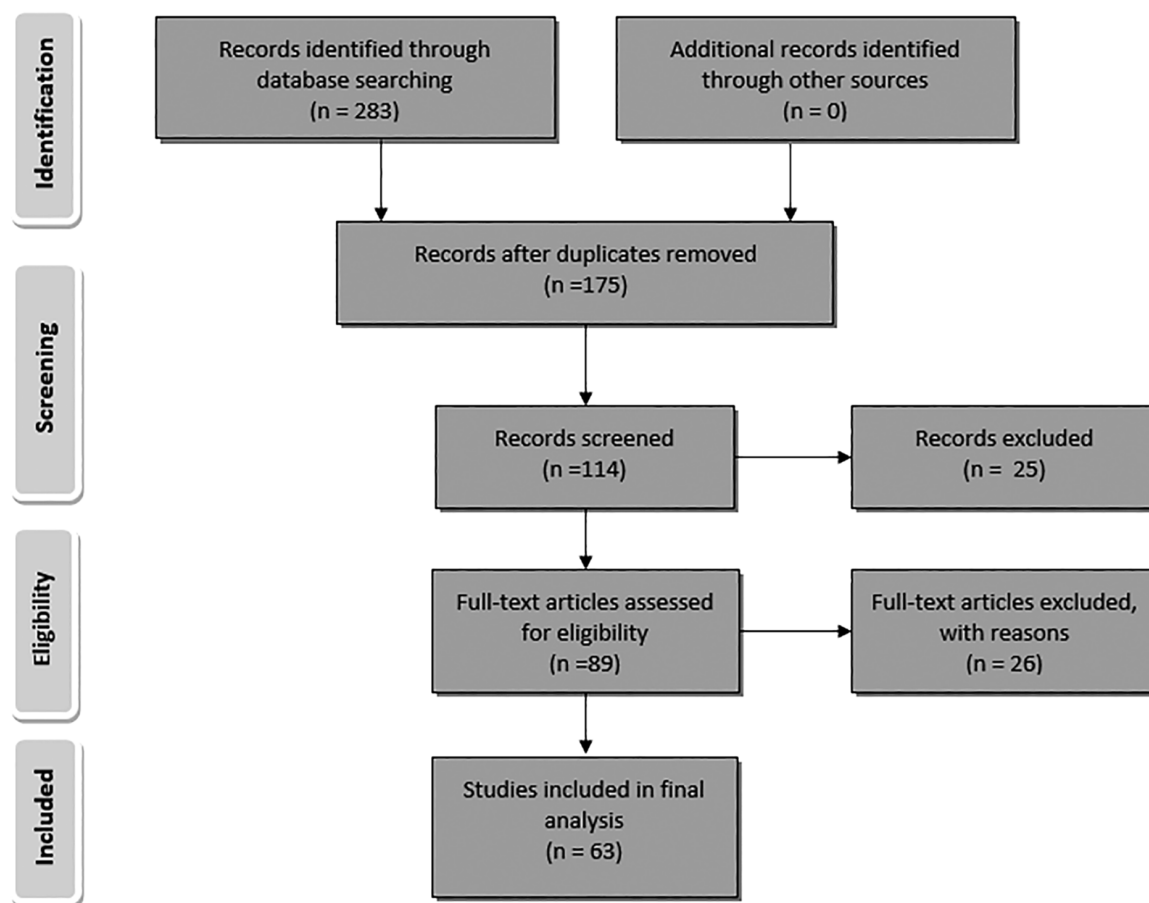 Identification
Records identified through
database searching
(n = 283)
Additional records identified
through other sources
(n = 0)
Records after duplicates removed
(n =175)
Screening
Records screened
(n =114)
Records excluded
(n = 25)
Eligibility
Full-text articles assessed
for eligibility
(n =89)
Full-text articles excluded,
with reasons
(n = 26)
Included
Studies included in final
analysis
(n = 63)